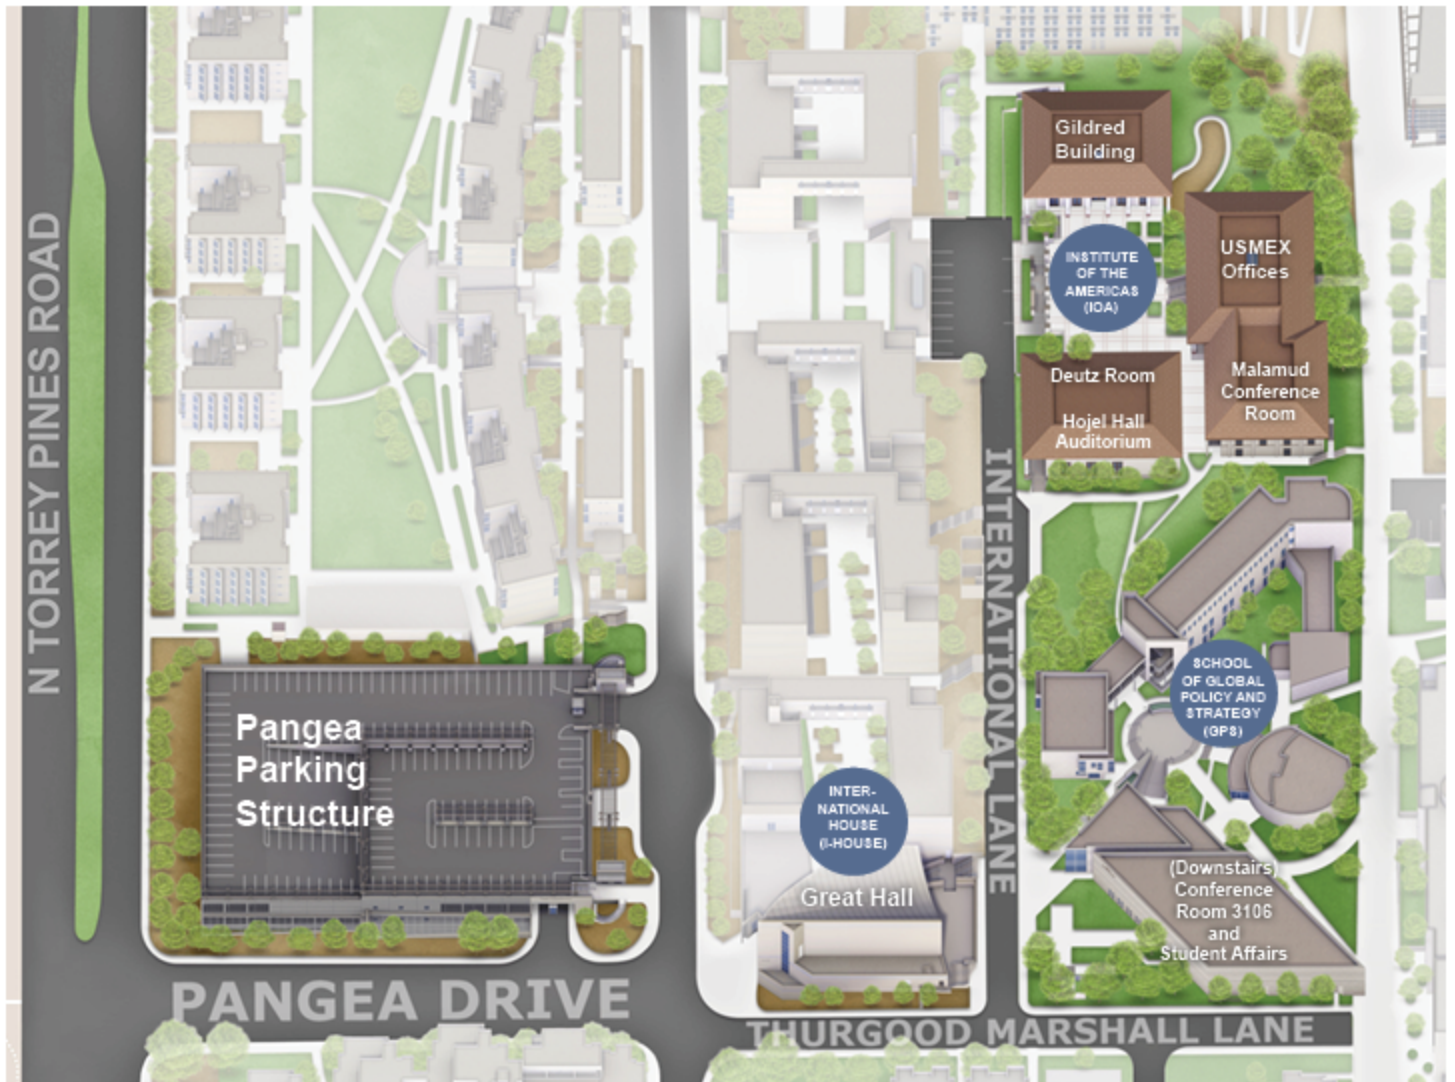 Gildred
Building
USMEX
Offices
INSTITUTE
OF THE
AMERICAS
(IOA)
Deutz Room
Hojel Hall
Auditorium
Malamud
Conference
Room
N TORREY PINES ROAD
INTERNATIONAL LANE
SCHOOL
OF GLOBAL
POLICY AND
STRATEGY
(GPS)
Pangea
Parking
Structure
INTER-
NATIONAL
HOUSE
(I-HOUSE)
Great Hall
(Downstairs)
Conference
Room 3106
and
Student Affairs
PANGEA DRIVE
THURGOOD MARSHALL LANE